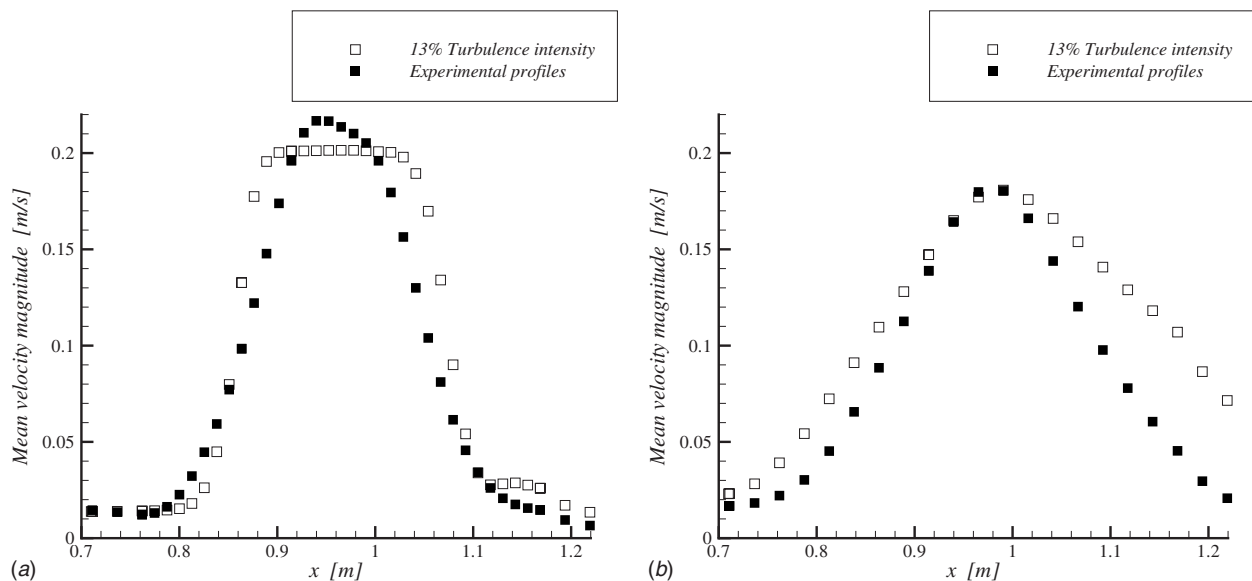 13% Turbulence intensity
Experimental profiles
Mean velocity magnitude [m/s]
0.2
0.15
0.1
0.05
0
0.7
0.8
0.9
1
1.1
1.2
x [m]
(a)
13% Turbulence intensity
Experimental profiles
Mean velocity magnitude [m/s]
0.2
0.15
0.1
0.05
0
0.7
0.8
0.9
1
1.1
1.2
x [m]
(b)